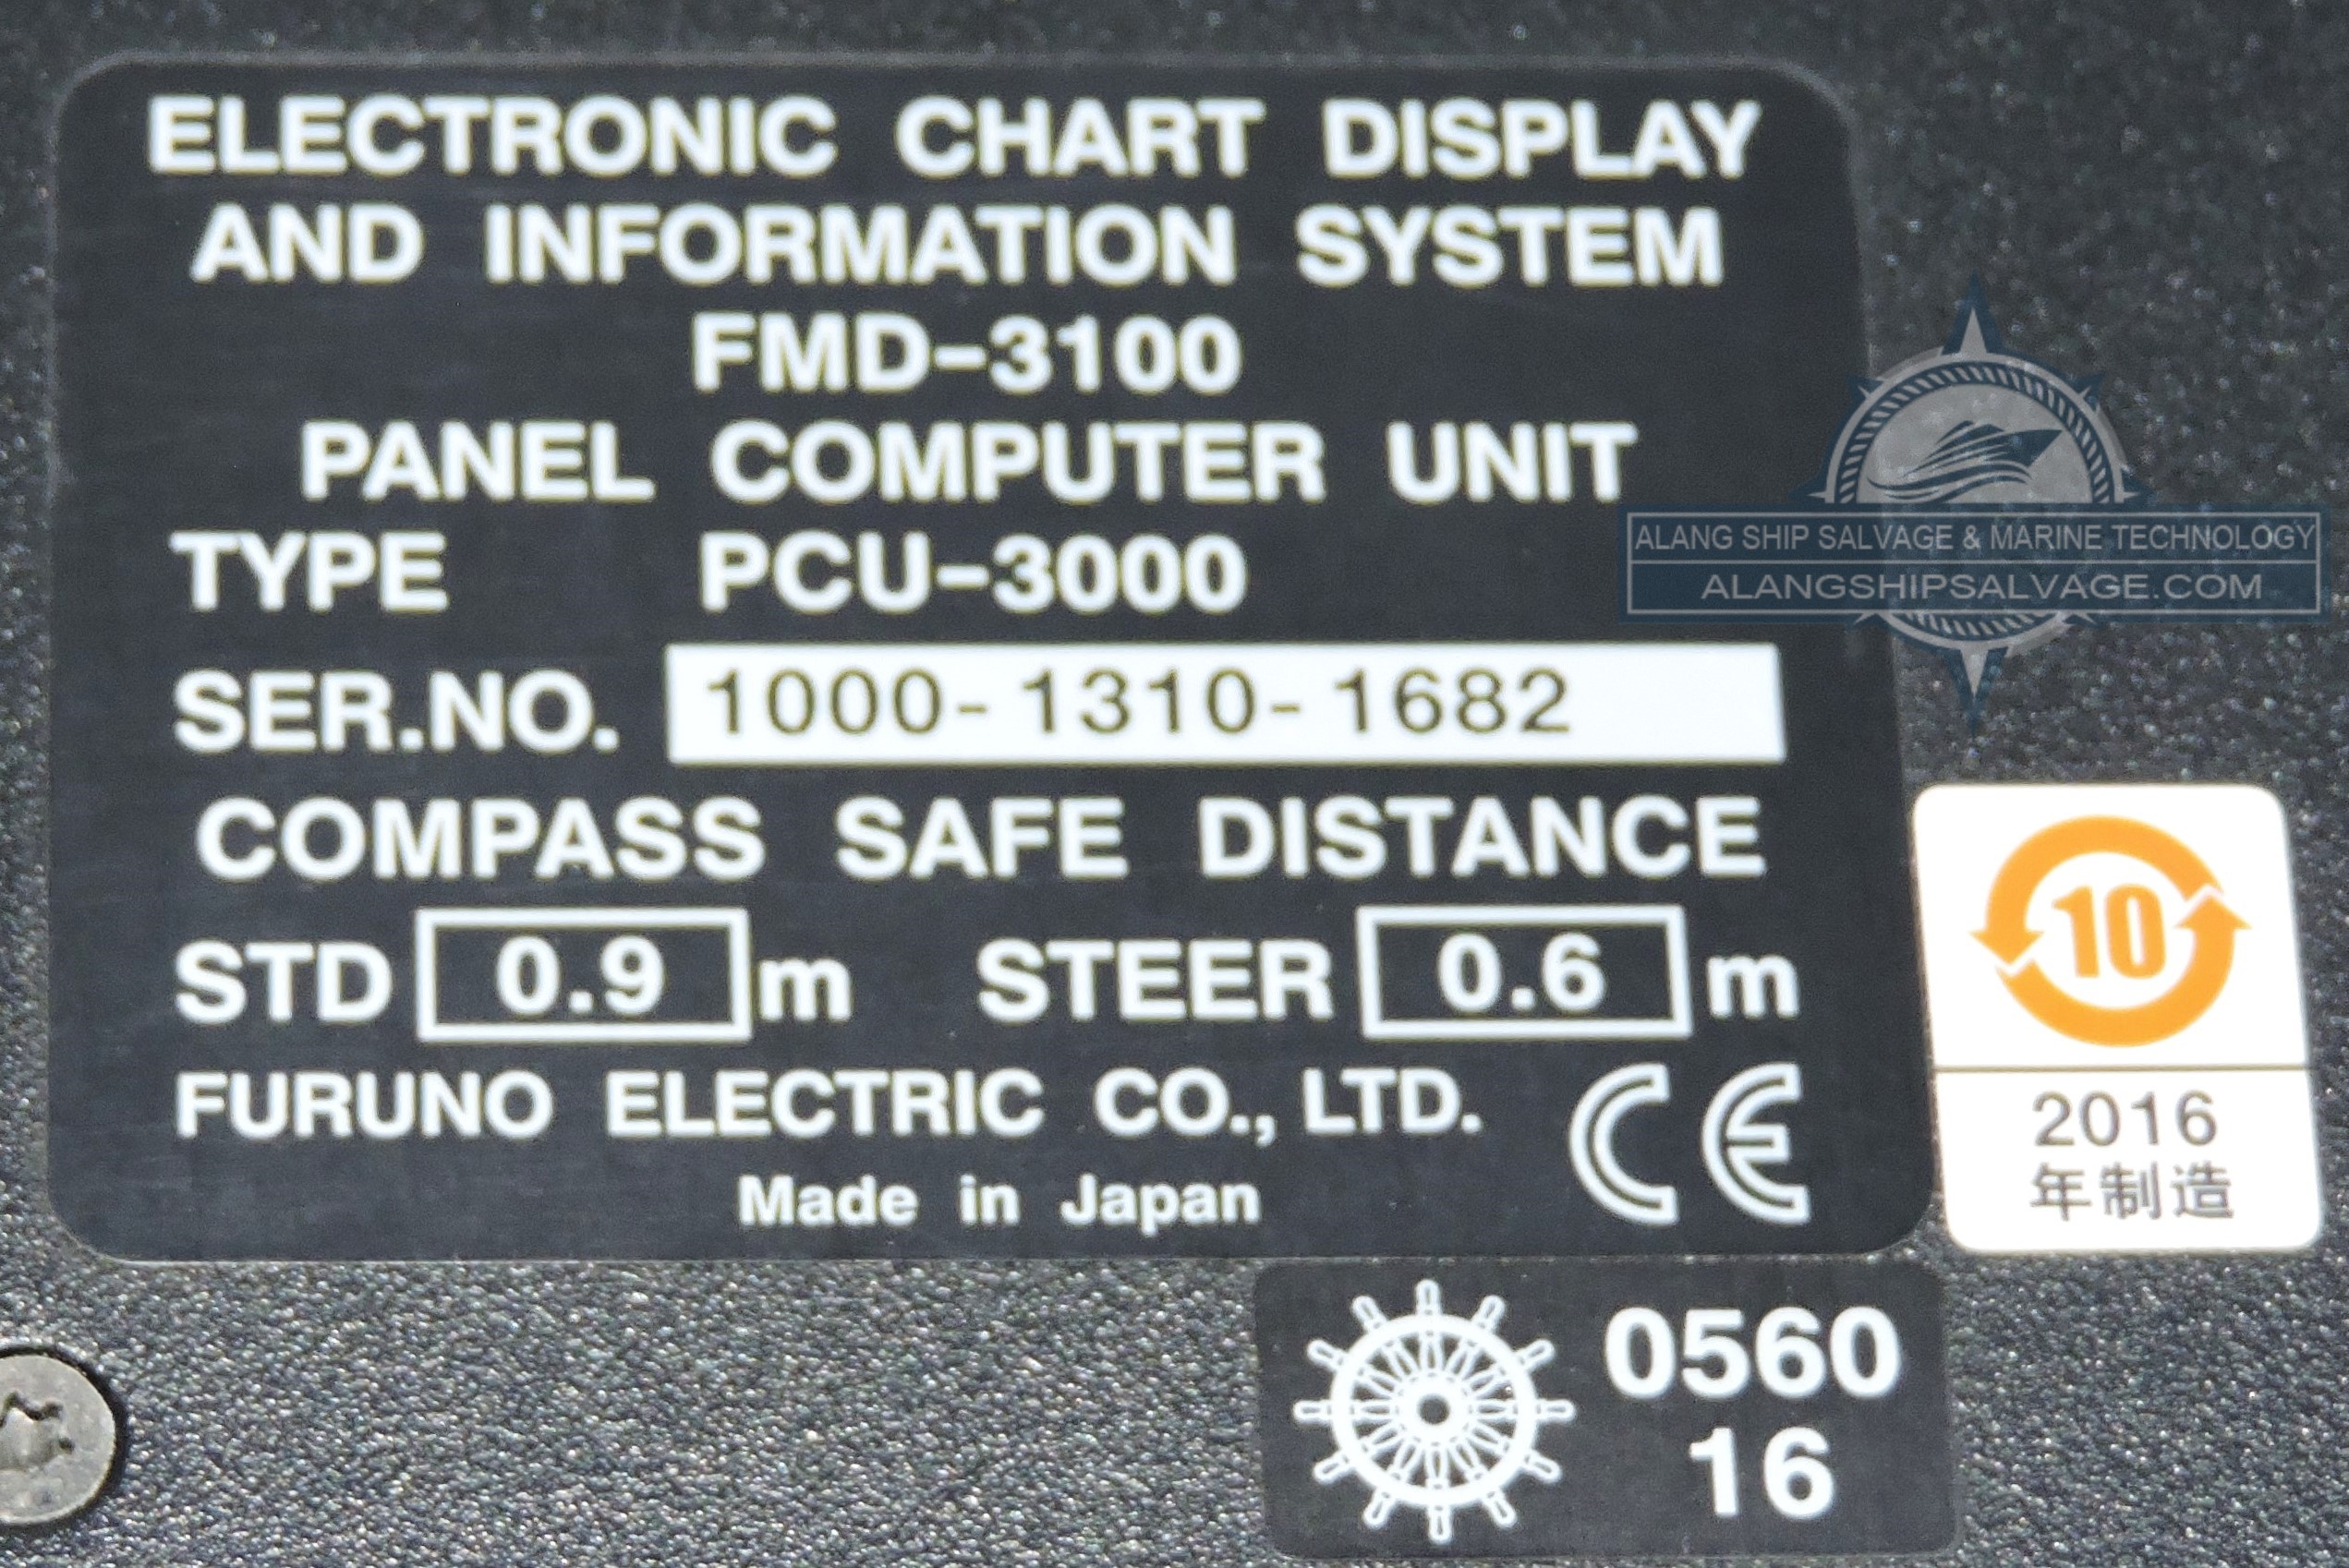 ELECTRONIC CHART DISPLAY
AND INFORMATION SYSTEM
FMD-3100
PANEL COMPUTER UNIT
TYPE PCU-3000
SER.NO. 1000-1310-1682
COMPASS SAFE DISTANCE
STD 0.9 m STEER 0.6 m
FURUNO ELECTRIC CO., LTD. CE
Made in Japan
ALANG SHIP SALVAGE & MARINE TECHNOLOGY
ALANGSHIPSALVAGE.COM
10
2016
年制造
0560
16